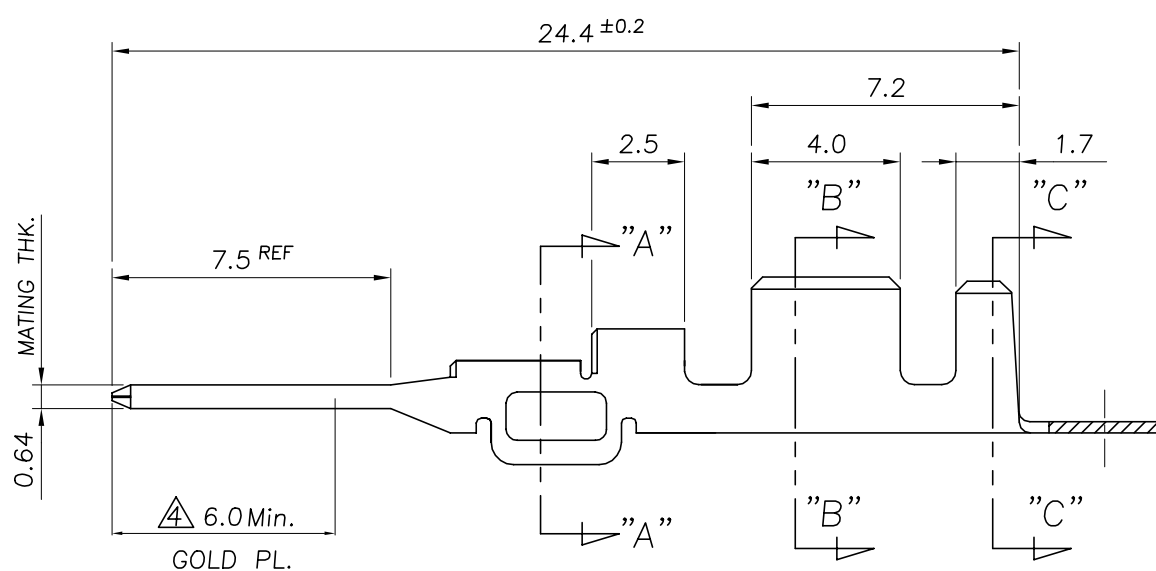 24.4 ±0.2
7.2
2.5
4.0
1.7
"B"
"C"
"A"
7.5 REF
MATING THK.
0.64
4 6.0 Min.
GOLD PL.
"A"
"B"
"C"